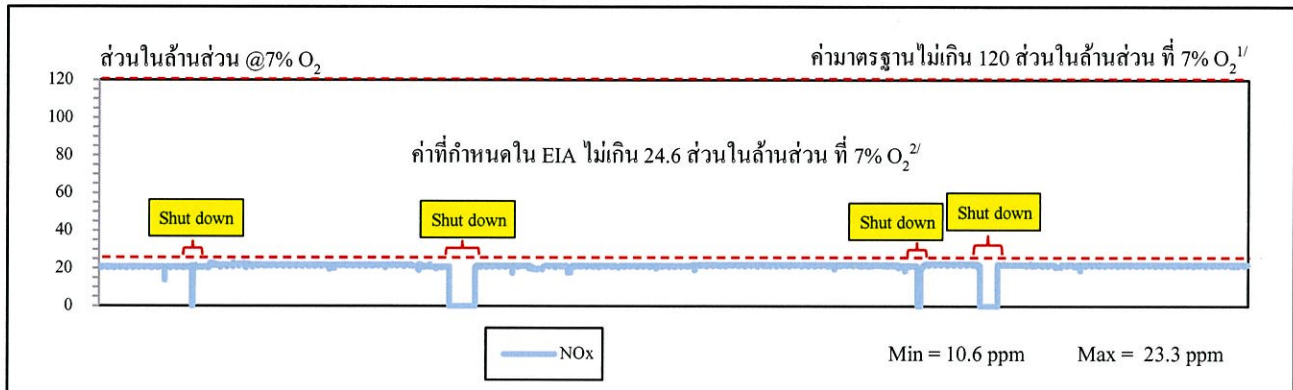 ส่วนในล้านส่วน @7% O₂
ค่ามาตรฐานไม่เกิน 120 ส่วนในล้านส่วน ที่ 7% O₂¹/
120
100
ค่าที่กำหนดใน EIA ไม่เกิน 24.6 ส่วนในล้านส่วน ที่ 7% O₂²/
80
60
Shut down
Shut down
Shut down
Shut down
40
20
0
NOx
Min = 10.6 ppm
Max = 23.3 ppm